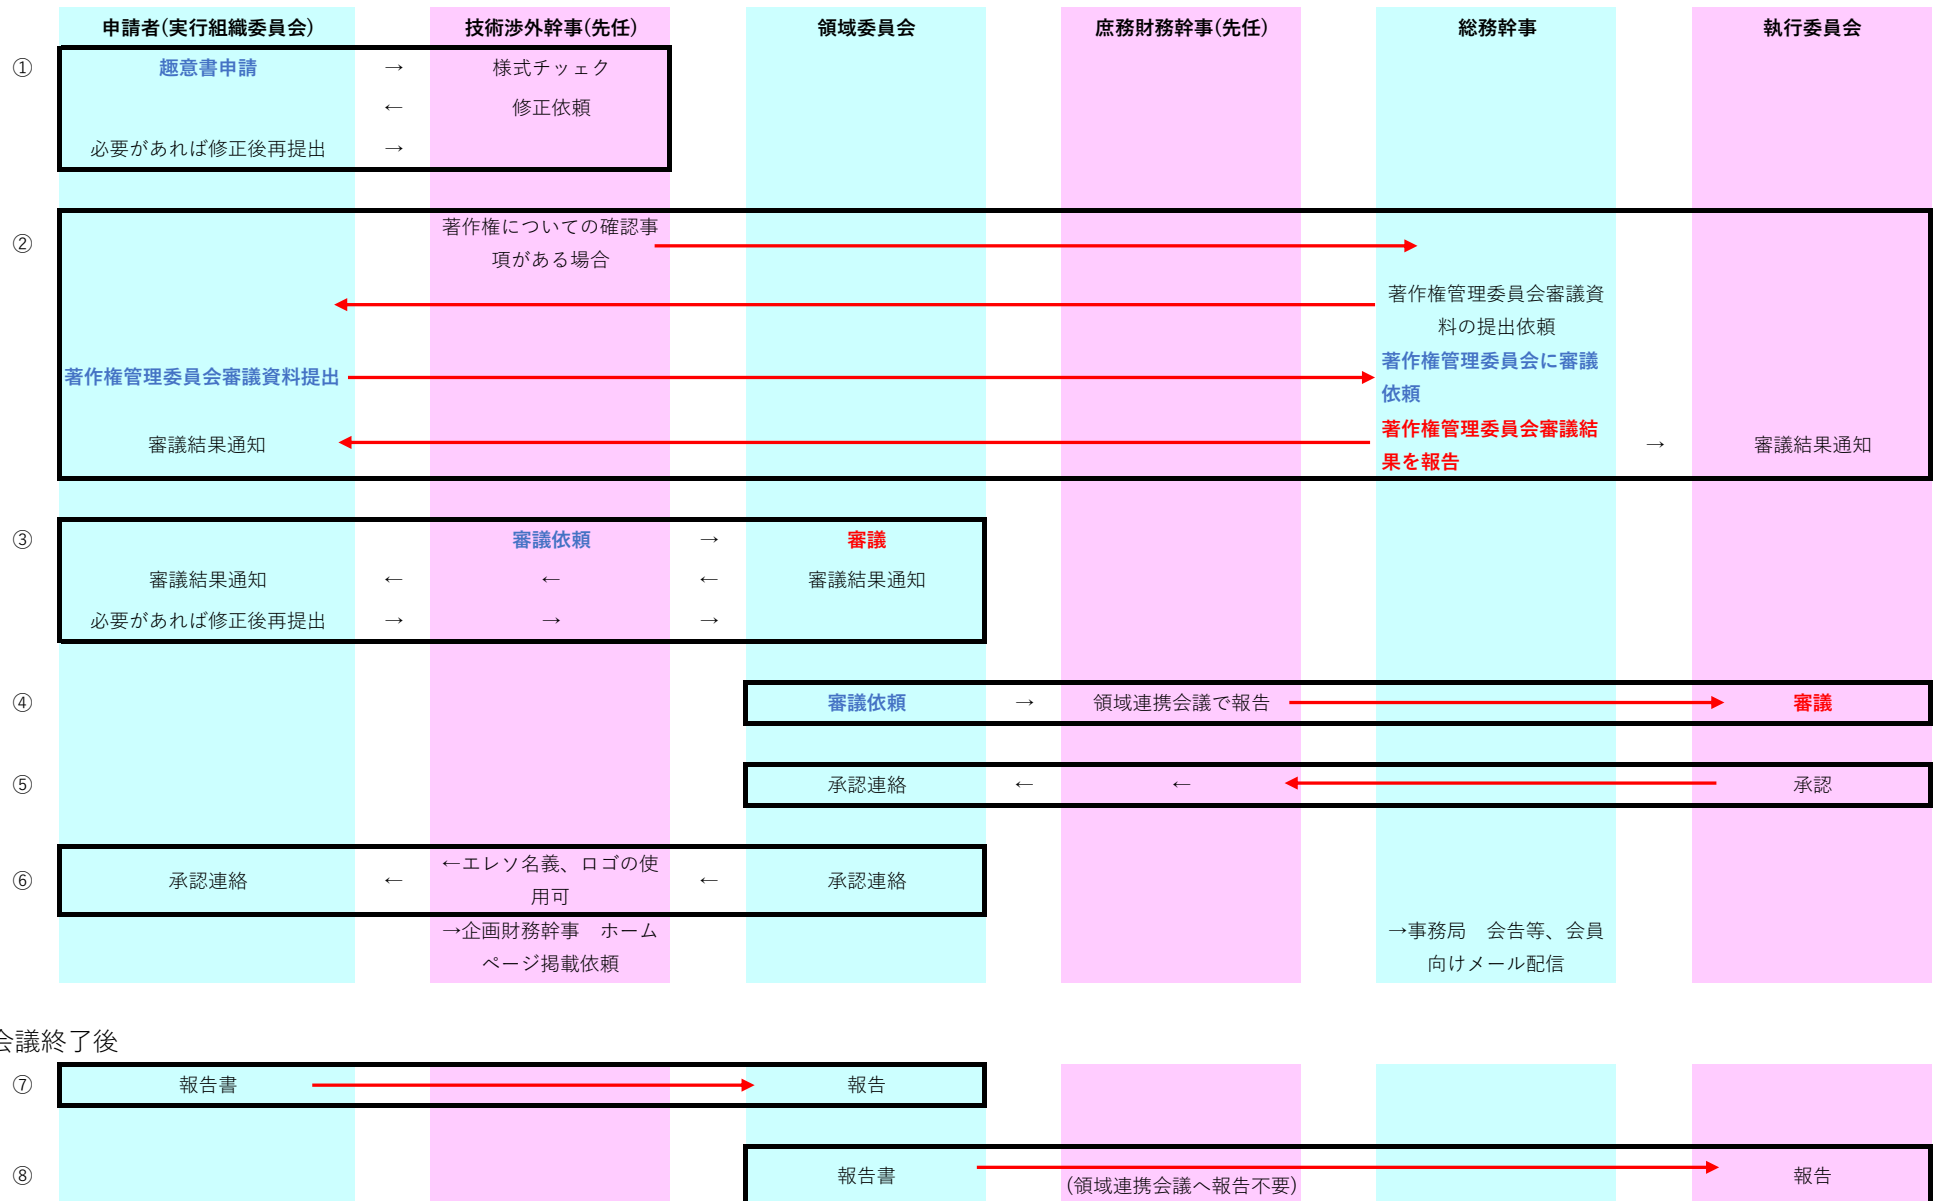 申請者(実行組織委員会) 技術渉外幹事(先任) 領域委員会 庶務財務幹事(先任) 総務幹事 執行委員会
① 趣意書申請 → 様式チッェク
← 修正依頼
必要があれば修正後再提出 →
② 著作権についての確認事
項がある場合
著作権管理委員会審議資
料の提出依頼
著作権管理委員会審議資料提出 著作権管理委員会に審議
依頼
審議結果通知 著作権管理委員会審議結 → 審議結果通知
果を報告
③ 審議依頼 → 審議
審議結果通知 ← ← ← 審議結果通知
必要があれば修正後再提出 → → →
④ 審議依頼 → 領域連携会議で報告 審議
⑤ 承認連絡 ← ← 承認
⑥ 承認連絡 ← ←エレソ名義、ロゴの使 ← 承認連絡
用可
→企画財務幹事　ホーム →事務局　会告等、会員
ページ掲載依頼 向けメール配信
会議終了後
⑦ 報告書 報告
⑧ 報告書 報告
(領域連携会議へ報告不要)